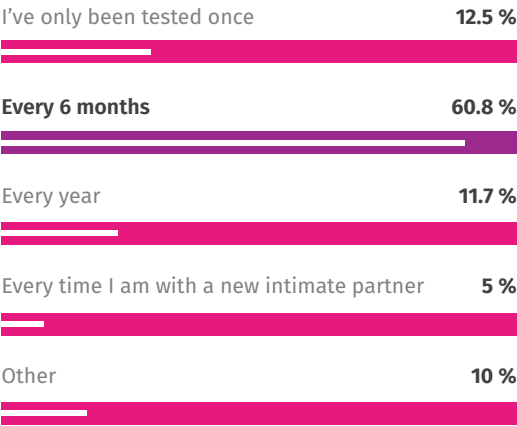 I’ve only been tested once 12.5 %
Every 6 months 60.8 %
Every year 11.7 %
Every time I am with a new intimate partner 5 %
Other 10 %